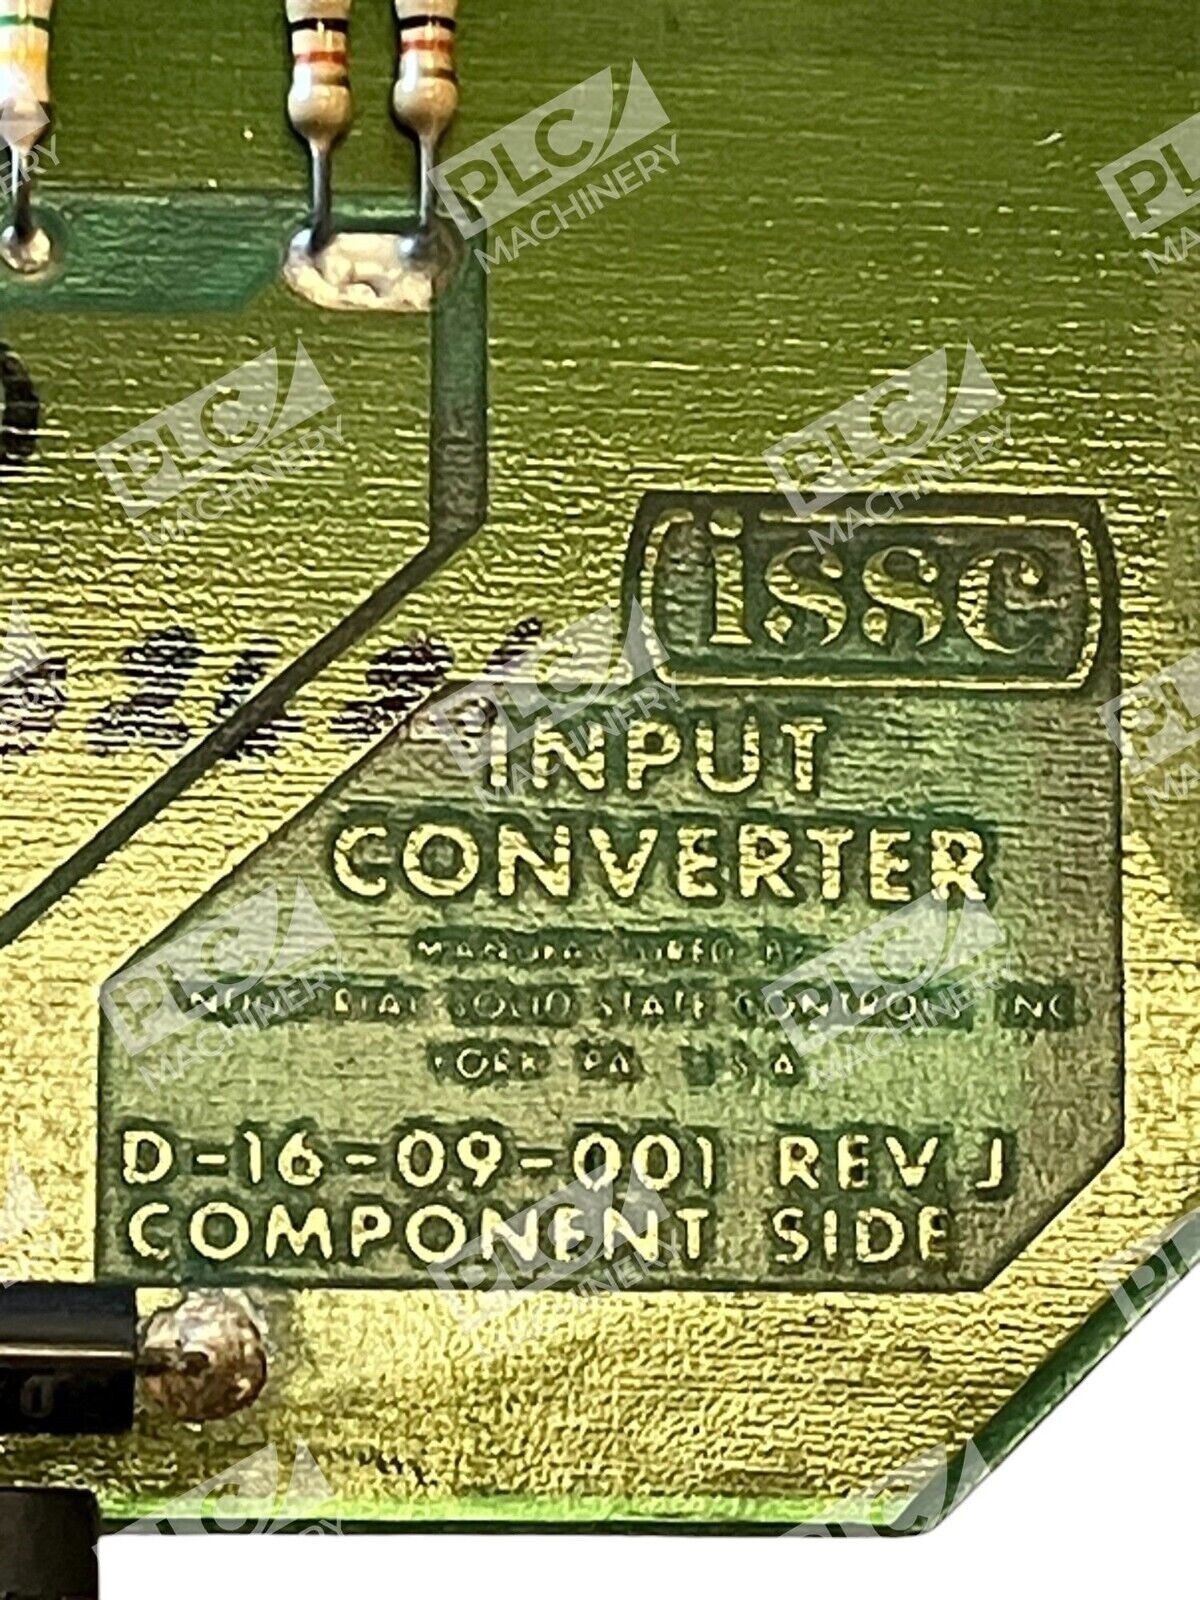 issc
INPUT
CONVERTER
MANUFACTURED BY
INDUSTRIAL SOLID STATE CONTROLS, INC
YORK, PA. U.S.A.
D-16-09-001 REV J
COMPONENT SIDE
PLC MACHINERY